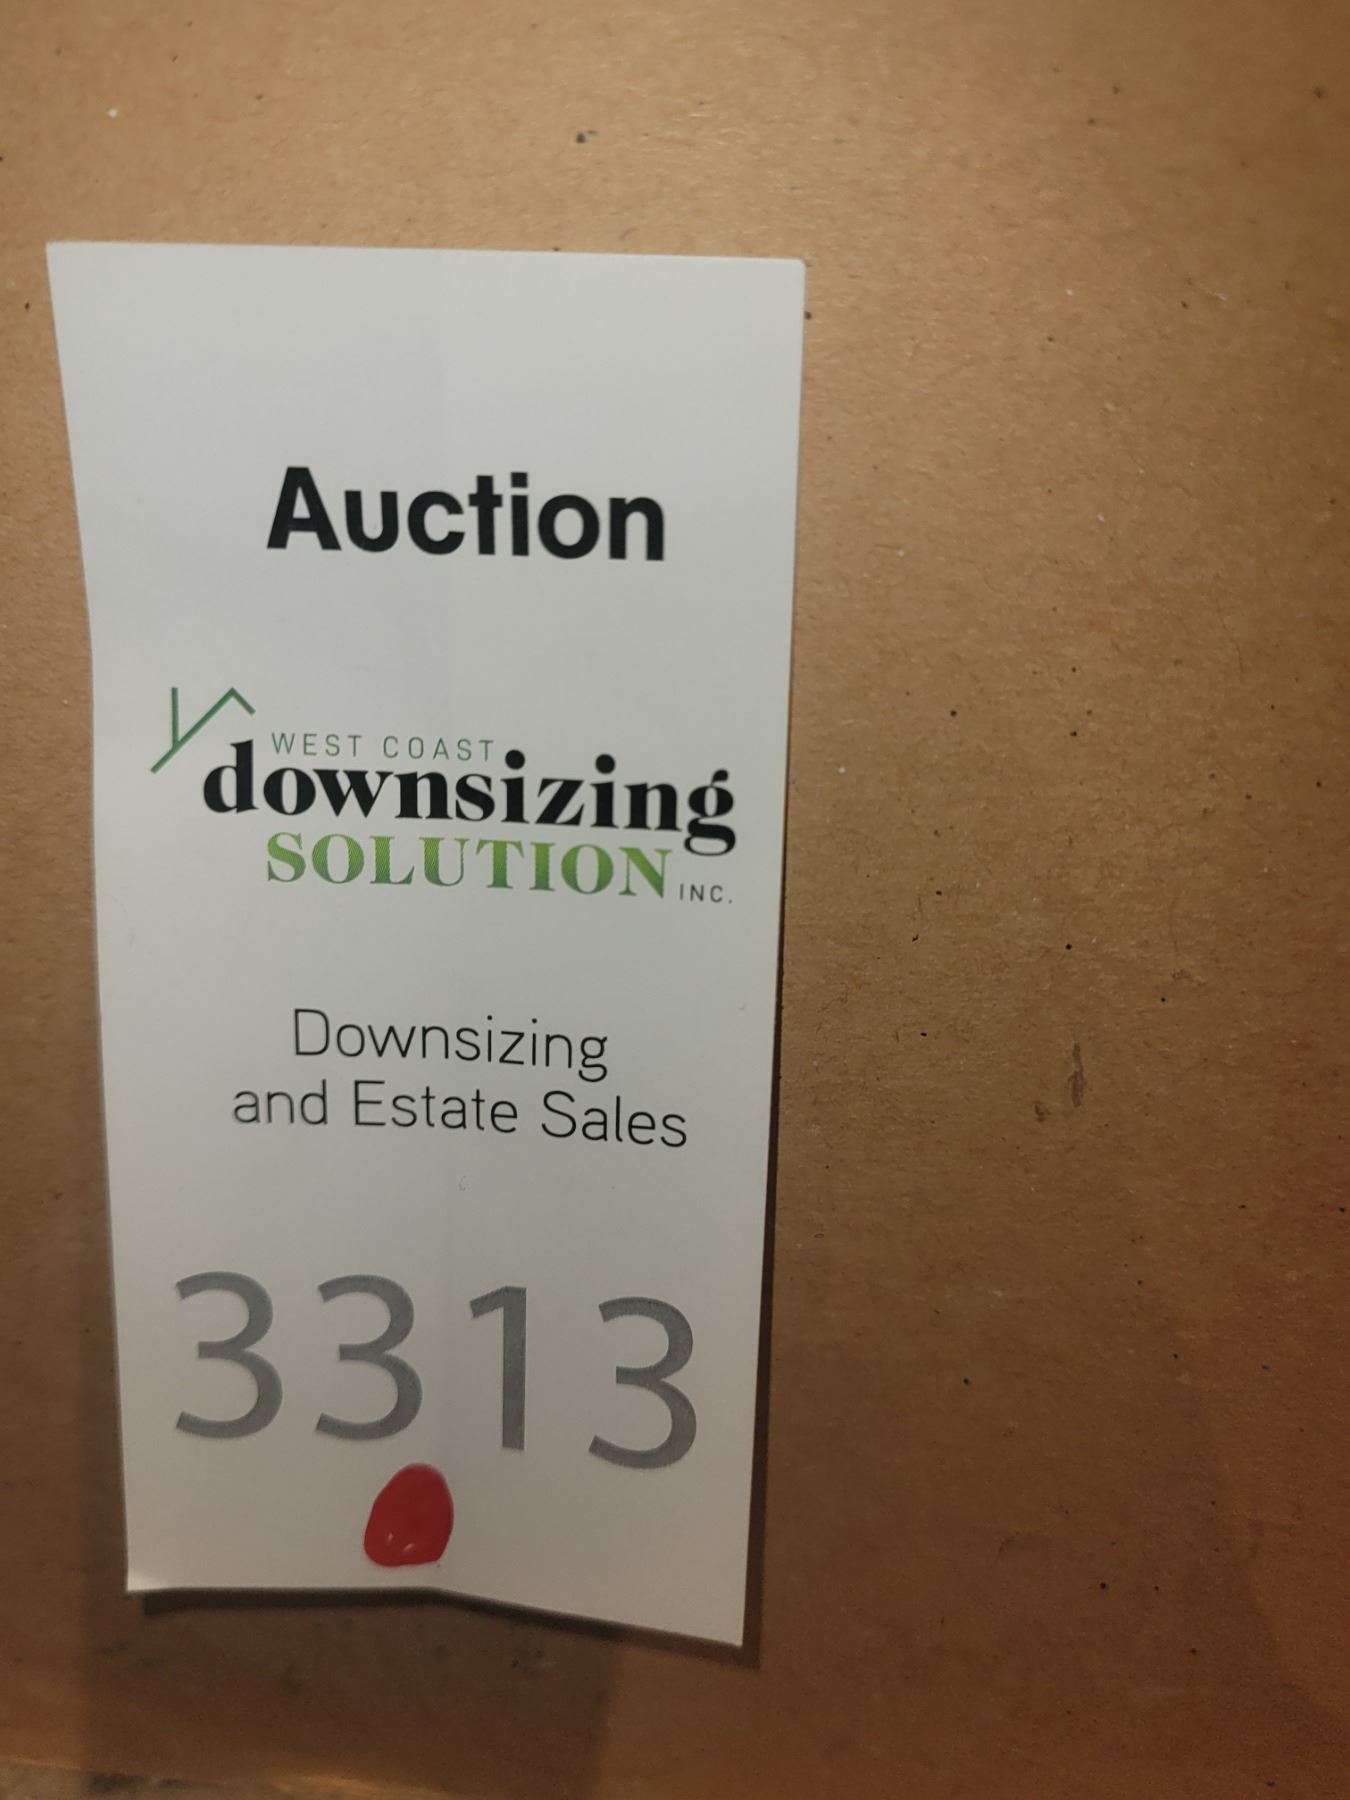 Auction
WEST COAST
downsizing
SOLUTION INC.
Downsizing
and Estate Sales
3313